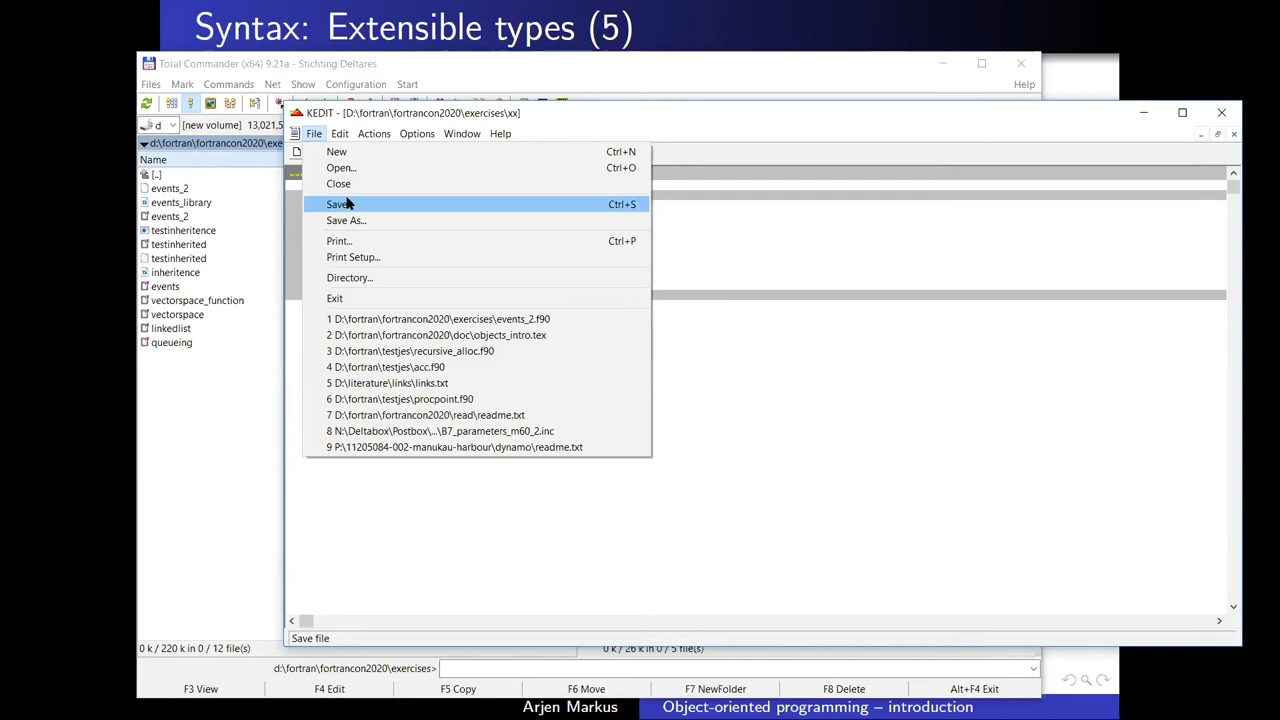 Syntax: Extensible types (5)
Total Commander (x64) 9.21a - Stichting Deltares
Files Mark Commands Net Show Configuration Start Help
KEDIT - [D:\fortran\fortrancon2020\exercises\xx]
d [new volume] 13,021,5
File Edit Actions Options Window Help
d:\fortran\fortrancon2020\exe
Name
[..]
events_2
events_library
events_2
testinheritence
testinherited
testinherited
inheritence
events
vectorspace_function
vectorspace
linkedlist
queueing
New Ctrl+N
Open... Ctrl+O
Close
Save Ctrl+S
Save As...
Print... Ctrl+P
Print Setup...
Directory...
Exit
1 D:\fortran\fortrancon2020\exercises\events_2.f90
2 D:\fortran\fortrancon2020\doc\objects_intro.tex
3 D:\fortran\testjes\recursive_alloc.f90
4 D:\fortran\testjes\acc.f90
5 D:\literature\links\links.txt
6 D:\fortran\testjes\procpoint.f90
7 D:\fortran\fortrancon2020\read\readme.txt
8 N:\Deltabox\Postbox\...\B7_parameters_m60_2.inc
9 P:\11205084-002-manukau-harbour\dynamo\readme.txt
Save file
0 k / 220 k in 0 / 12 file(s) 0 k / 26 k in 0 / 5 file(s)
d:\fortran\fortrancon2020\exercises>
F3 View F4 Edit F5 Copy F6 Move F7 NewFolder F8 Delete Alt+F4 Exit
Arjen Markus Object-oriented programming – introduction